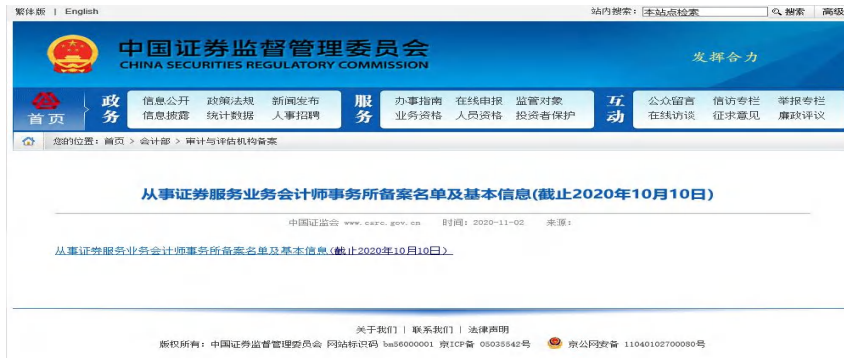 繁体版 | English 站内搜索: 本站点检索 搜索 高级
中国证券监督管理委员会
CHINA SECURITIES REGULATORY COMMISSION
发挥合力
首页
政务
信息公开 政策法规 新闻发布
信息披露 统计数据 人事招聘
服务
办事指南 在线申报 监管对象
业务资格 人员资格 投资者保护
互动
公众留言 信访专栏 举报专栏
在线访谈 征求意见 廉政评议
您的位置: 首页 > 会计部 > 审计与评估机构备案
从事证券服务业务会计师事务所备案名单及基本信息(截止2020年10月10日)
中国证监会 www.csrc.gov.cn 时间: 2020-11-02 来源:
从事证券服务业务会计师事务所备案名单及基本信息(截止2020年10月10日)
关于我们 | 联系我们 | 法律声明
版权所有: 中国证券监督管理委员会 网站标识码 bm56000001 京ICP备 05035542号 京公网安备 11040102700080号